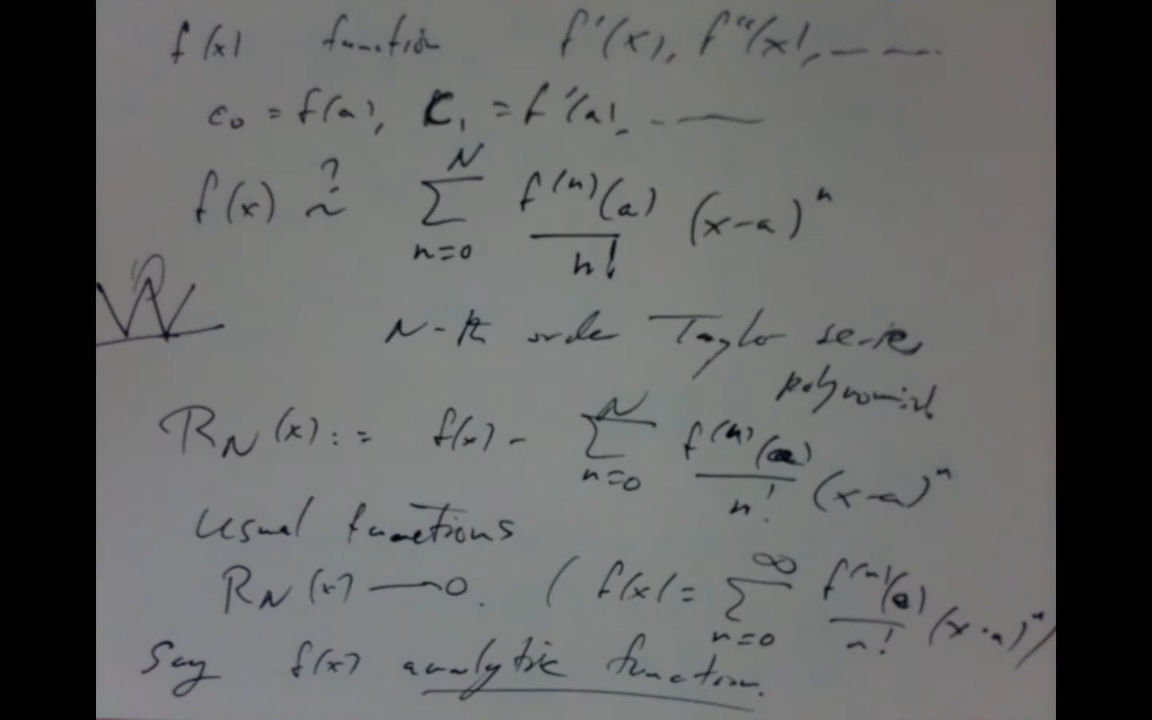 f(x) function f'(x), f''(x), — —
c₀ = f(a), C₁ = f'(a), - —
f(x) ≈? ∑_{n=0}^{N} f⁽ⁿ⁾(a)/n! (x-a)ⁿ
N-th order Taylor series
polynomial
R_N(x) := f(x) - ∑_{n=0}^{N} f⁽ⁿ⁾(a)/n! (x-a)ⁿ
usual functions
R_N(x) → 0. ( f(x) = ∑_{n=0}^{∞} f⁽ⁿ⁾(a)/n! (x-a)ⁿ )
Say f(x) analytic function.